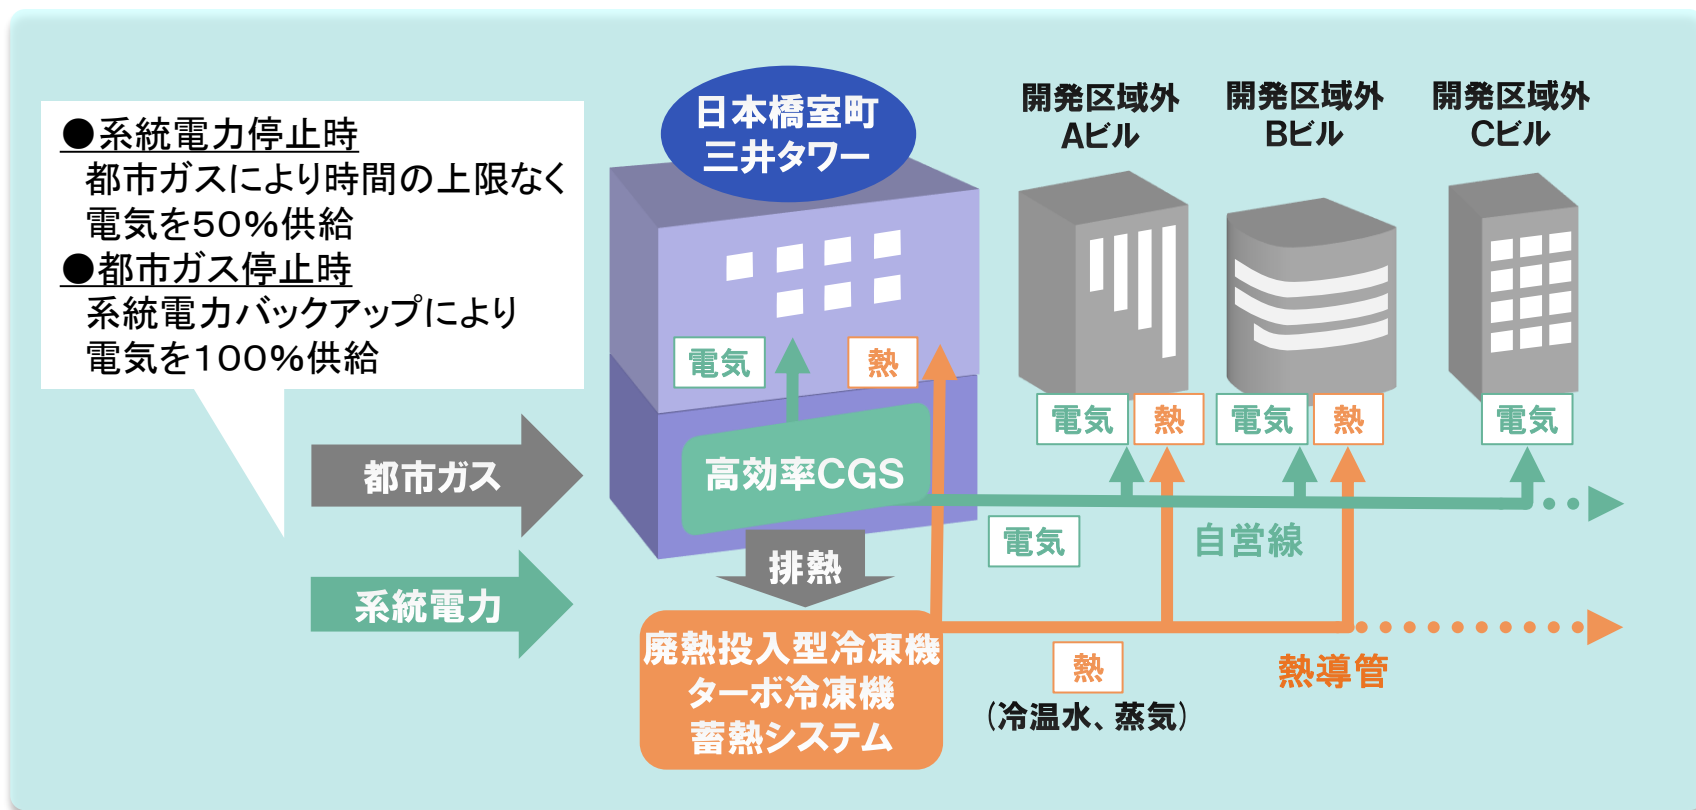 ●系統電力停止時
都市ガスにより時間の上限なく
電気を50%供給
●都市ガス停止時
系統電力バックアップにより
電気を100%供給
日本橋室町
三井タワー
開発区域外
Aビル
開発区域外
Bビル
開発区域外
Cビル
電気
熱
電気
熱
電気
熱
電気
都市ガス
高効率CGS
電気
自営線
系統電力
排熱
廃熱投入型冷凍機
ターボ冷凍機
蓄熱システム
熱
(冷温水、蒸気)
熱導管